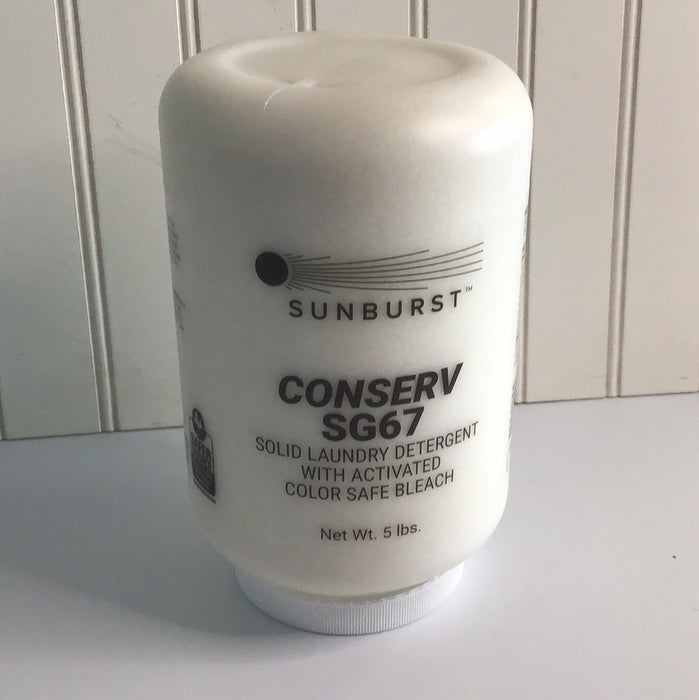 SUNBURST™
CONSERV
SG67
SOLID LAUNDRY DETERGENT
WITH ACTIVATED
COLOR SAFE BLEACH
Net Wt. 5 lbs.